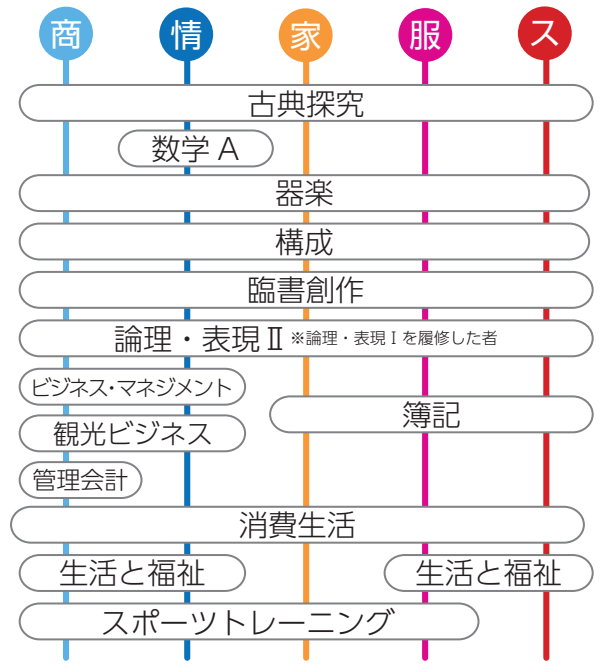 商 情 家 服 ス
古典探究
数学 A
器楽
構成
臨書創作
論理・表現Ⅱ ※論理・表現Ⅰを履修した者
ビジネス・マネジメント
簿記
観光ビジネス
管理会計
消費生活
生活と福祉 生活と福祉
スポーツトレーニング